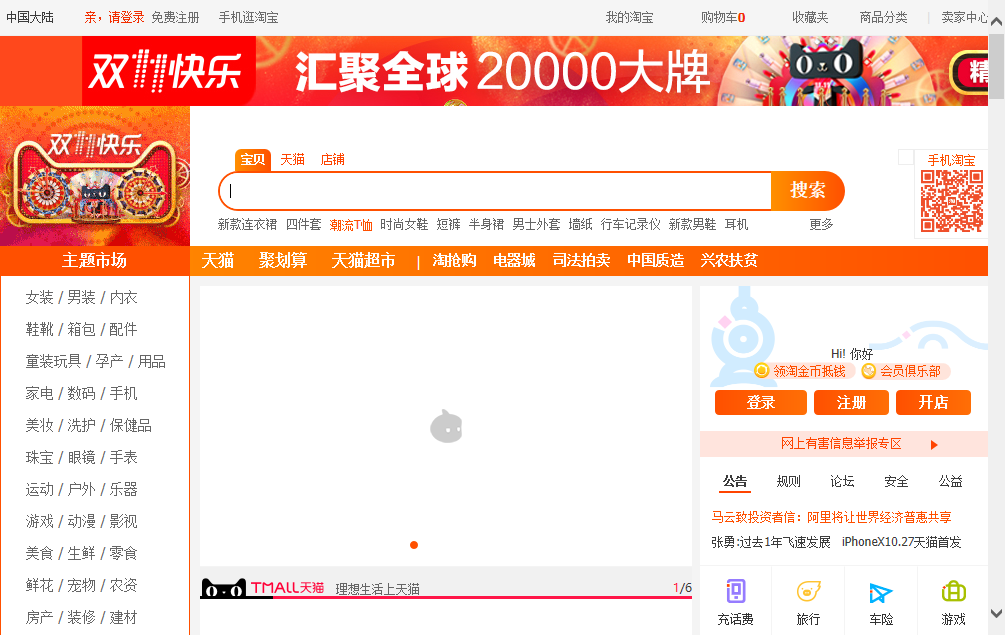 中国大陆 亲，请登录 免费注册 手机逛淘宝 我的淘宝 购物车0 收藏夹 商品分类 | 卖家中心
双11快乐 汇聚全球 20000大牌 精
双11快乐
宝贝 天猫 店铺
手机淘宝
搜索
新款连衣裙 四件套 潮流T恤 时尚女鞋 短裤 半身裙 男士外套 墙纸 行车记录仪 新款男鞋 耳机 更多
主题市场 天猫 聚划算 天猫超市 | 淘抢购 电器城 司法拍卖 中国质造 兴农扶贫
女装 / 男装 / 内衣
鞋靴 / 箱包 / 配件
童装玩具 / 孕产 / 用品
家电 / 数码 / 手机
美妆 / 洗护 / 保健品
珠宝 / 眼镜 / 手表
运动 / 户外 / 乐器
游戏 / 动漫 / 影视
美食 / 生鲜 / 零食
鲜花 / 宠物 / 农资
房产 / 装修 / 建材
TMALL天猫 理想生活上天猫 1/6
Hi! 你好
领淘金币抵钱 会员俱乐部
登录 注册 开店
网上有害信息举报专区
公告 规则 论坛 安全 公益
马云致投资者信：阿里将让世界经济普惠共享
张勇:过去1年飞速发展 iPhoneX10.27天猫首发
充话费 旅行 车险 游戏